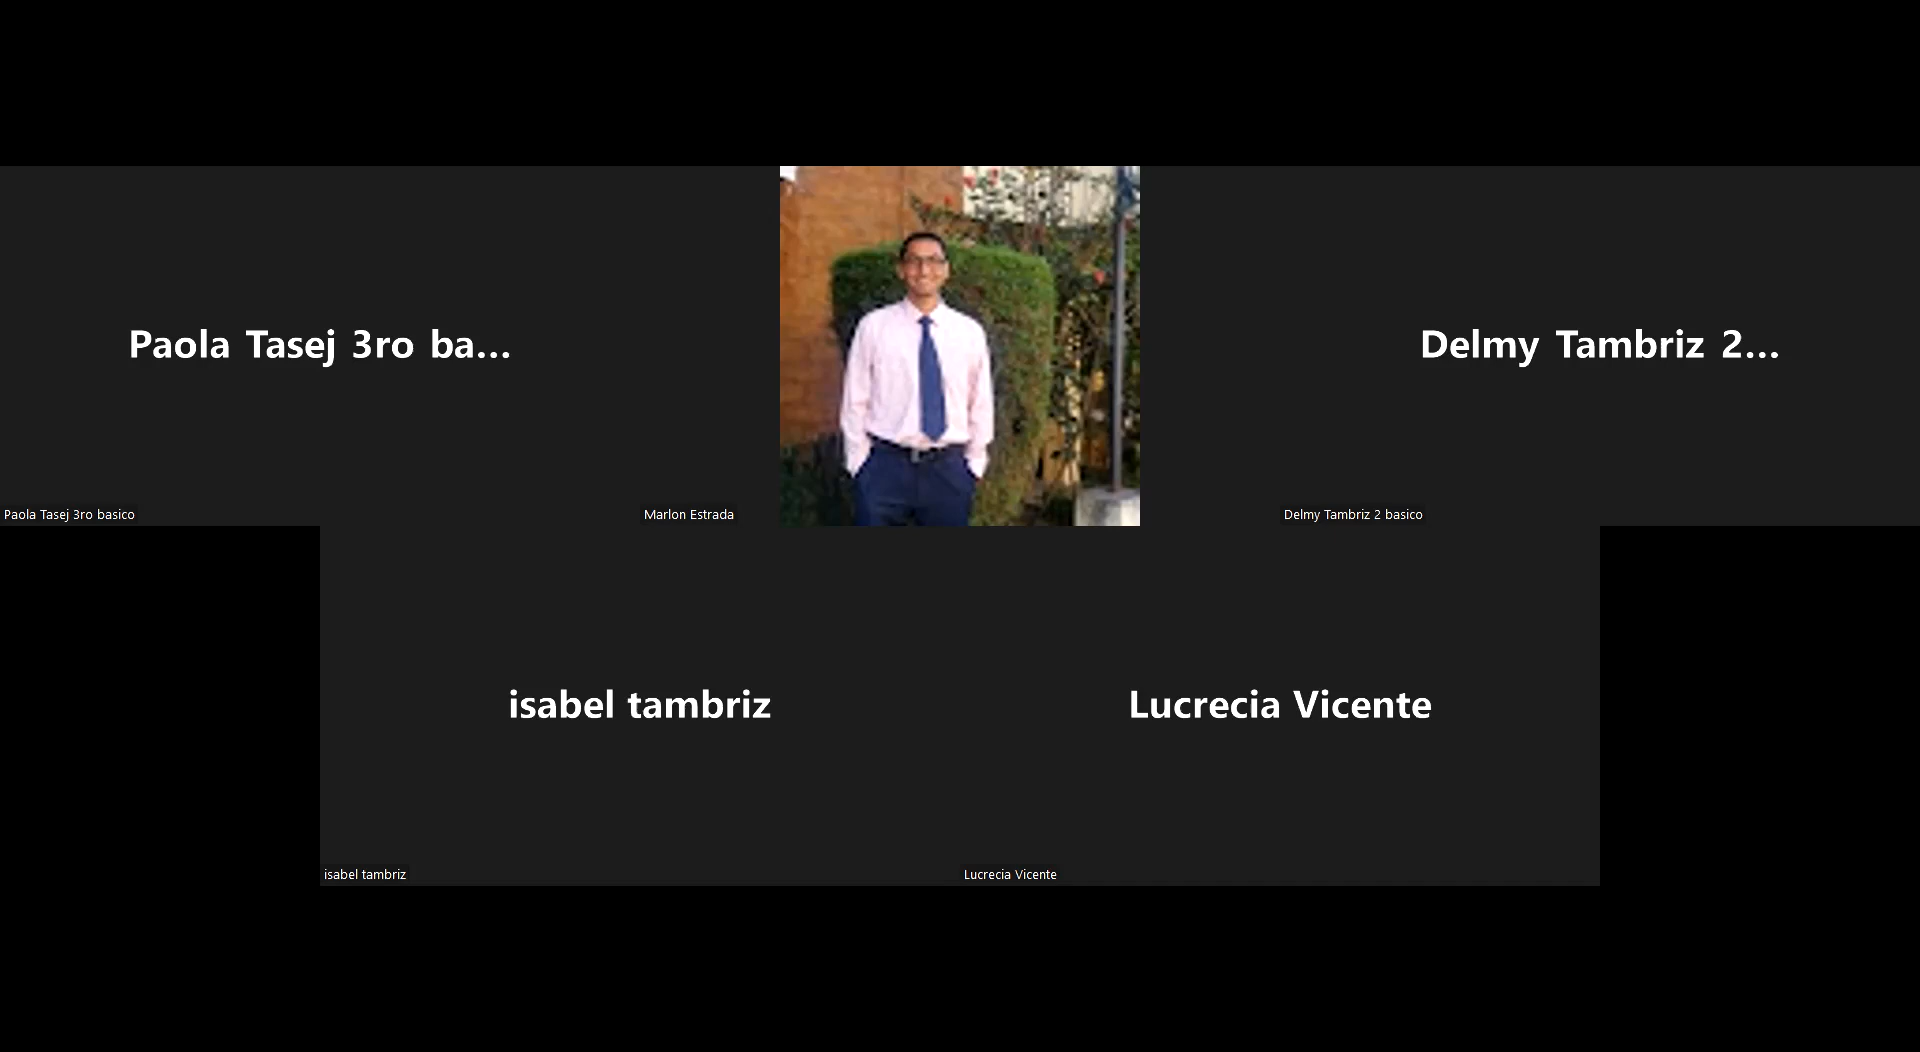 Paola Tasej 3ro ba...
Delmy Tambriz 2...
Paola Tasej 3ro basico
Marlon Estrada
Delmy Tambriz 2 basico
isabel tambriz
Lucrecia Vicente
isabel tambriz
Lucrecia Vicente